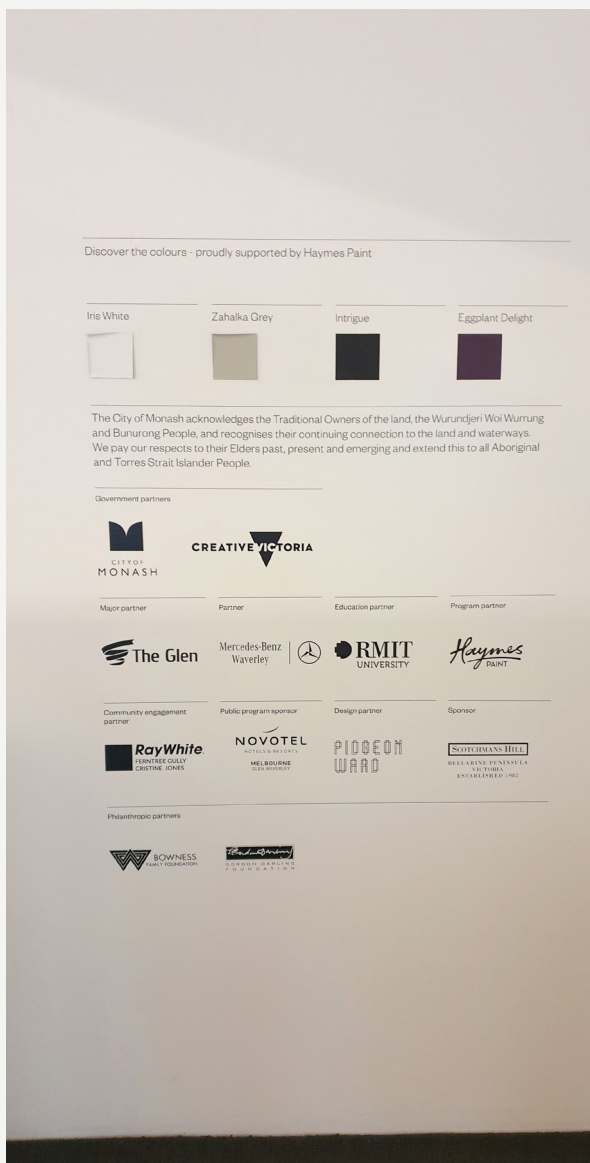 Discover the colours - proudly supported by Haymes Paint
Iris White
Zahalka Grey
Intrigue
Eggplant Delight
The City of Monash acknowledges the Traditional Owners of the land, the Wurundjeri Woi Wurrung
and Bunurong People, and recognises their continuing connection to the land and waterways.
We pay our respects to their Elders past, present and emerging and extend this to all Aboriginal
and Torres Strait Islander People.
Government partners
CITY OF
MONASH
CREATIVE VICTORIA
Major partner
Partner
Education partner
Program partner
The Glen
Mercedes-Benz
Waverley
RMIT
UNIVERSITY
Haymes
PAINT
Community engagement
partner
Public program sponsor
Design partner
Sponsor
RayWhite.
FERNTREE GULLY
CRISTINE JONES
NOVOTEL
HOTELS & RESORTS
MELBOURNE
GLEN WAVERLEY
PIDGEON
WARD
SCOTCHMANS HILL
BELLARINE PENINSULA
VICTORIA
ESTABLISHED 1982
Philanthropic partners
BOWNESS
FAMILY FOUNDATION
GORDON DARLING
FOUNDATION